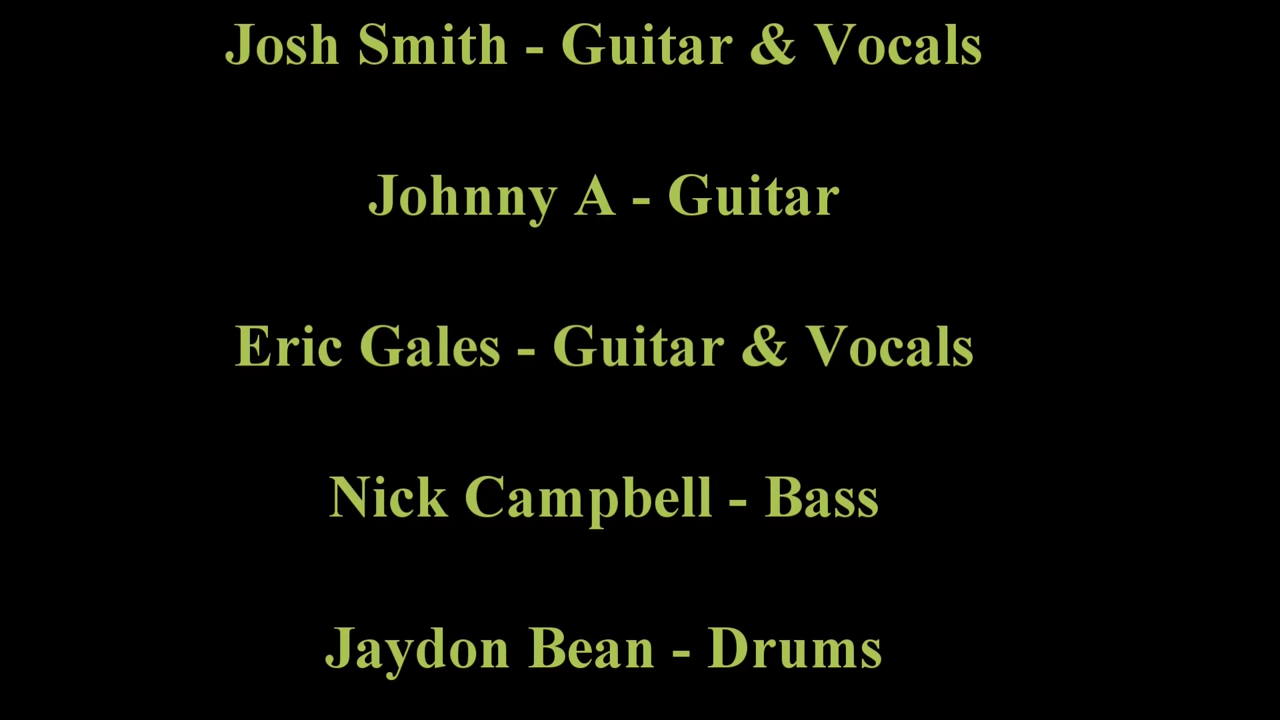 Josh Smith - Guitar & Vocals
Johnny A - Guitar
Eric Gales - Guitar & Vocals
Nick Campbell - Bass
Jaydon Bean - Drums